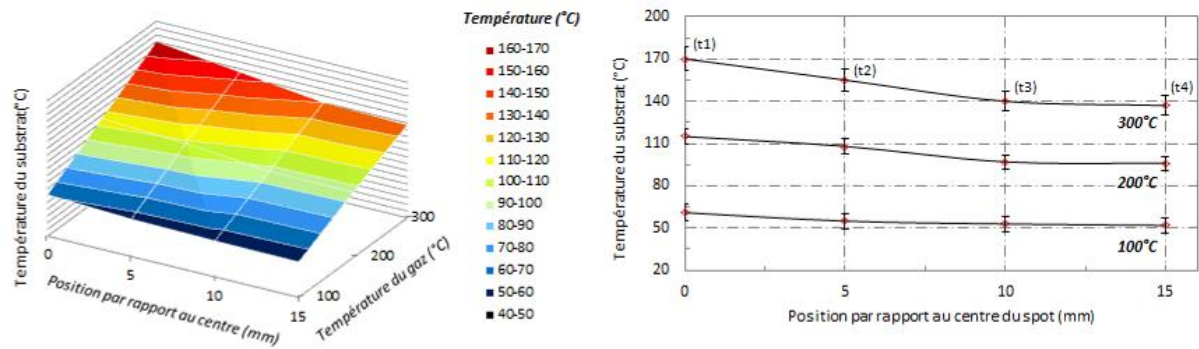 Température (°C)
160-170
150-160
140-150
130-140
120-130
110-120
100-110
90-100
80-90
70-80
60-70
50-60
40-50
Température du substrat(°C)
0
5
10
15
Position par rapport au centre (mm)
100
200
300
Température du gaz (°C)
Température du substrat (°C)
200
170
140
110
80
50
20
(t1)
(t2)
(t3)
(t4)
300°C
200°C
100°C
0
5
10
15
Position par rapport au centre du spot (mm)